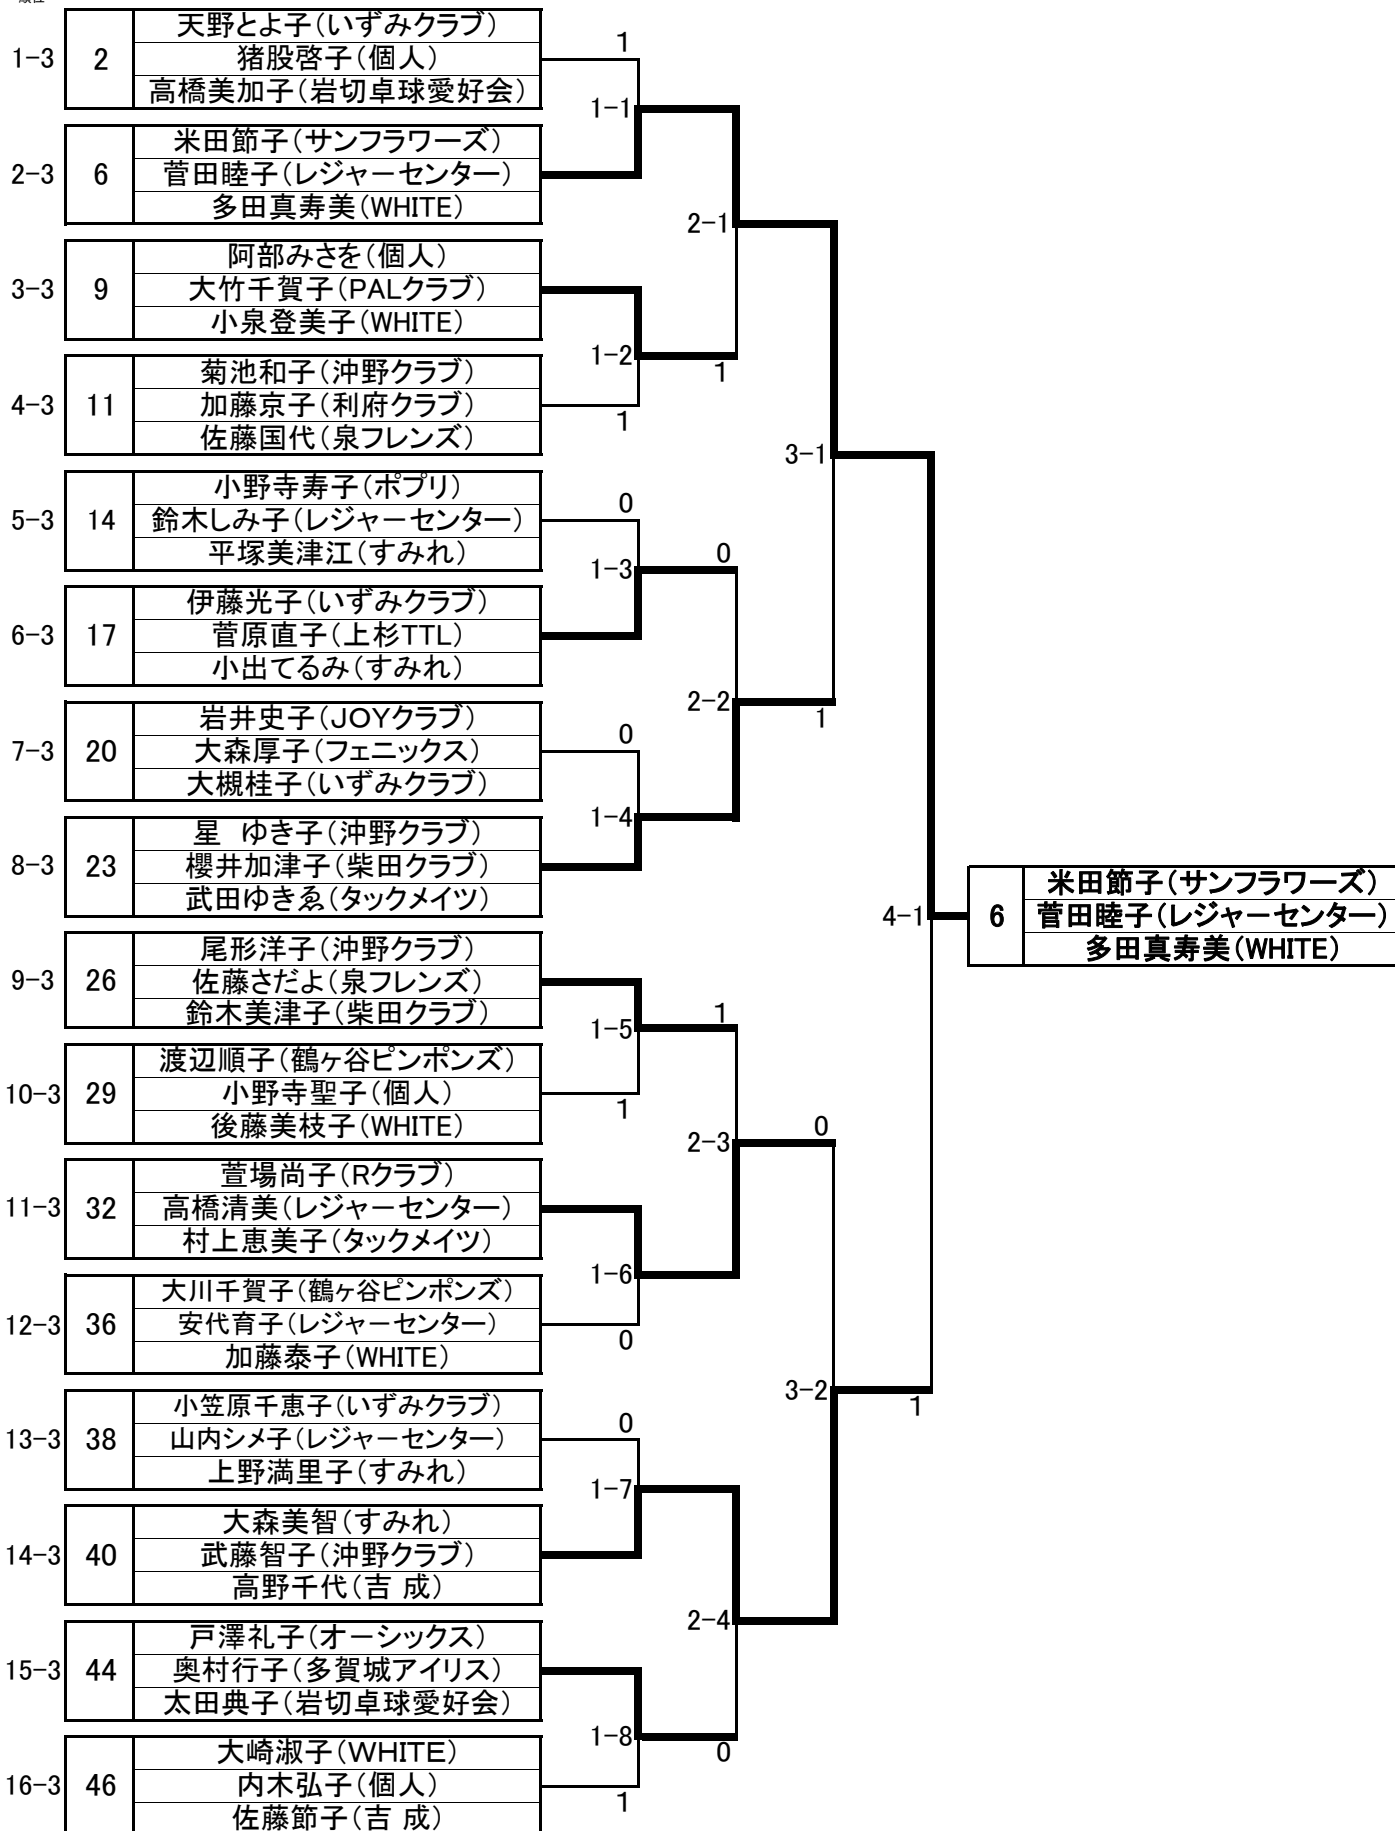 天野とよ子(いずみクラブ)
1-3 2 猪股啓子(個人) 1
高橋美加子(岩切卓球愛好会)
1-1
米田節子(サンフラワーズ)
2-3 6 菅田睦子(レジャーセンター)
多田真寿美(WHITE)
2-1
阿部みさを(個人)
3-3 9 大竹千賀子(PALクラブ)
小泉登美子(WHITE)
1-2 1
菊池和子(沖野クラブ)
4-3 11 加藤京子(利府クラブ) 1
佐藤国代(泉フレンズ)
3-1
小野寺寿子(ポプリ)
5-3 14 鈴木しみ子(レジャーセンター) 0
平塚美津江(すみれ)
1-3 0
伊藤光子(いずみクラブ)
6-3 17 菅原直子(上杉TTL)
小出てるみ(すみれ)
2-2 1
岩井史子(JOYクラブ)
7-3 20 大森厚子(フェニックス) 0
大槻桂子(いずみクラブ)
1-4
星 ゆき子(沖野クラブ)
8-3 23 櫻井加津子(柴田クラブ)
武田ゆきゑ(タックメイツ)
米田節子(サンフラワーズ)
4-1 6 菅田睦子(レジャーセンター)
多田真寿美(WHITE)
尾形洋子(沖野クラブ)
9-3 26 佐藤さだよ(泉フレンズ)
鈴木美津子(柴田クラブ)
1-5 1
渡辺順子(鶴ヶ谷ピンポンズ)
10-3 29 小野寺聖子(個人) 1
後藤美枝子(WHITE)
2-3 0
萱場尚子(Rクラブ)
11-3 32 高橋清美(レジャーセンター)
村上恵美子(タックメイツ)
1-6
大川千賀子(鶴ヶ谷ピンポンズ)
12-3 36 安代育子(レジャーセンター) 0
加藤泰子(WHITE)
3-2 1
小笠原千恵子(いずみクラブ)
13-3 38 山内シメ子(レジャーセンター) 0
上野満里子(すみれ)
1-7
大森美智(すみれ)
14-3 40 武藤智子(沖野クラブ)
高野千代(吉 成)
2-4
戸澤礼子(オーシックス)
15-3 44 奥村行子(多賀城アイリス)
太田典子(岩切卓球愛好会)
1-8 0
大崎淑子(WHITE)
16-3 46 内木弘子(個人) 1
佐藤節子(吉 成)